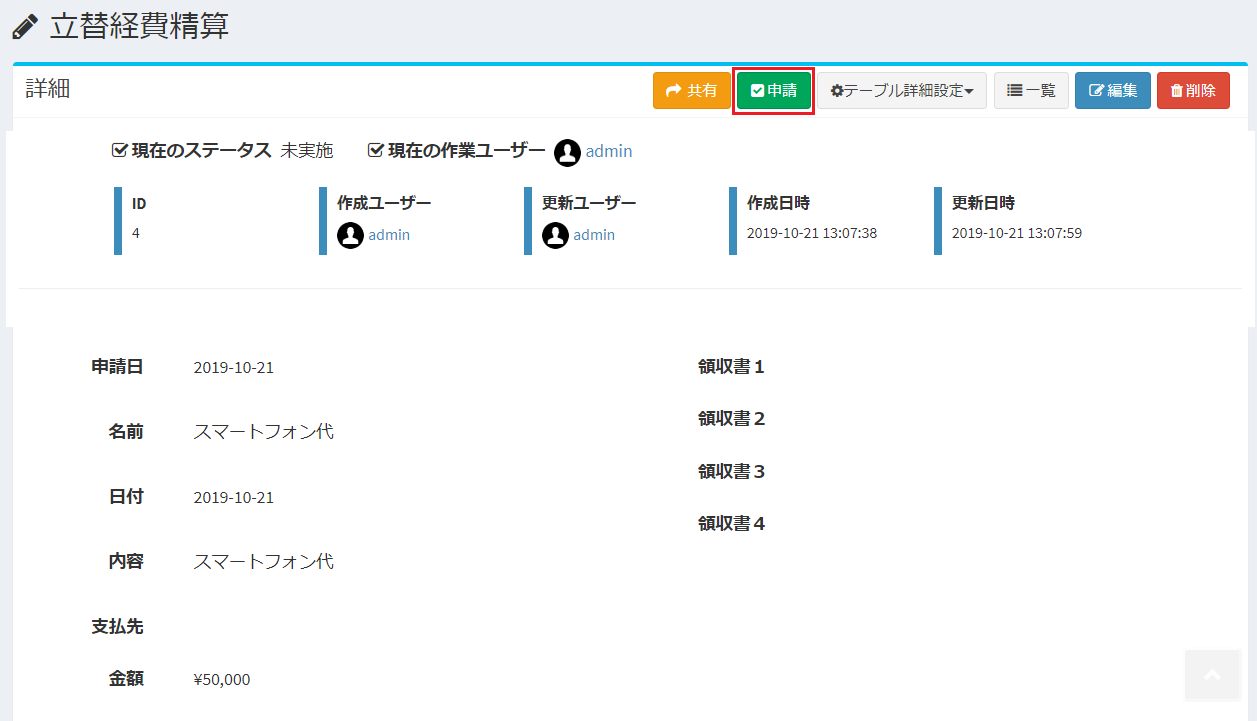 立替経費精算
詳細
共有 申請 テーブル詳細設定 一覧 編集 削除
現在のステータス 未実施 現在の作業ユーザー admin
ID 作成ユーザー 更新ユーザー 作成日時 更新日時
4 admin admin 2019-10-21 13:07:38 2019-10-21 13:07:59
申請日 2019-10-21 領収書1
領収書2
名前 スマートフォン代
領収書3
日付 2019-10-21
領収書4
内容 スマートフォン代
支払先
金額 ¥50,000